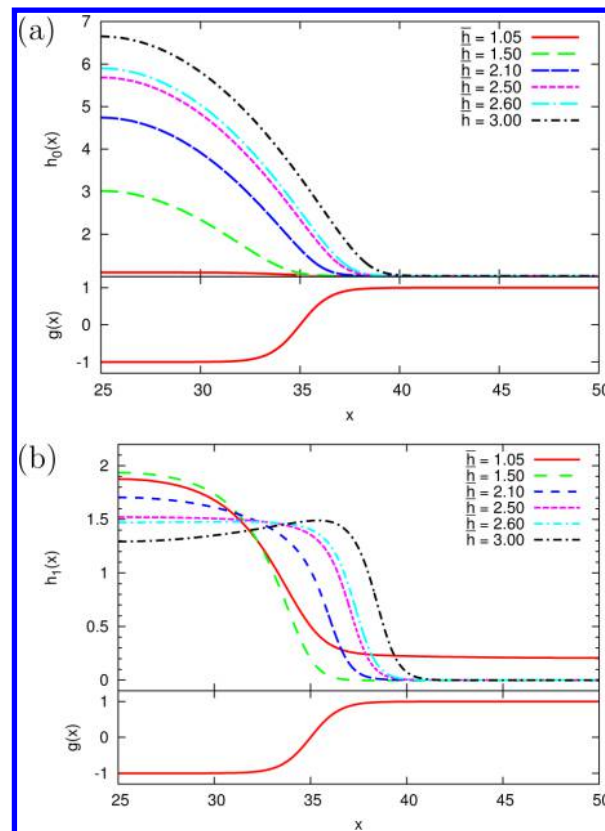 (a)
7
6
5
4
3
2
h̅ = 1.05
h̅ = 1.50
h̅ = 2.10
h̅ = 2.50
h̅ = 2.60
h̅ = 3.00
h₀(x)
1
0
-1
g(x)
25 30 35 40 45 50
x
(b)
2
1.5
1
0.5
0
h̅ = 1.05
h̅ = 1.50
h̅ = 2.10
h̅ = 2.50
h̅ = 2.60
h̅ = 3.00
h₁(x)
1
0
-1
g(x)
25 30 35 40 45 50
x